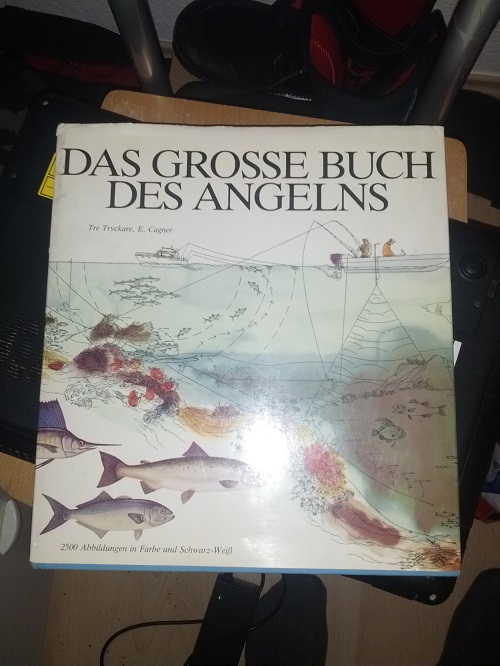 DAS GROSSE BUCH
DES ANGELNS
Tre Tryckare, E. Cagner
2500 Abbildungen in Farbe und Schwarz-Weiß